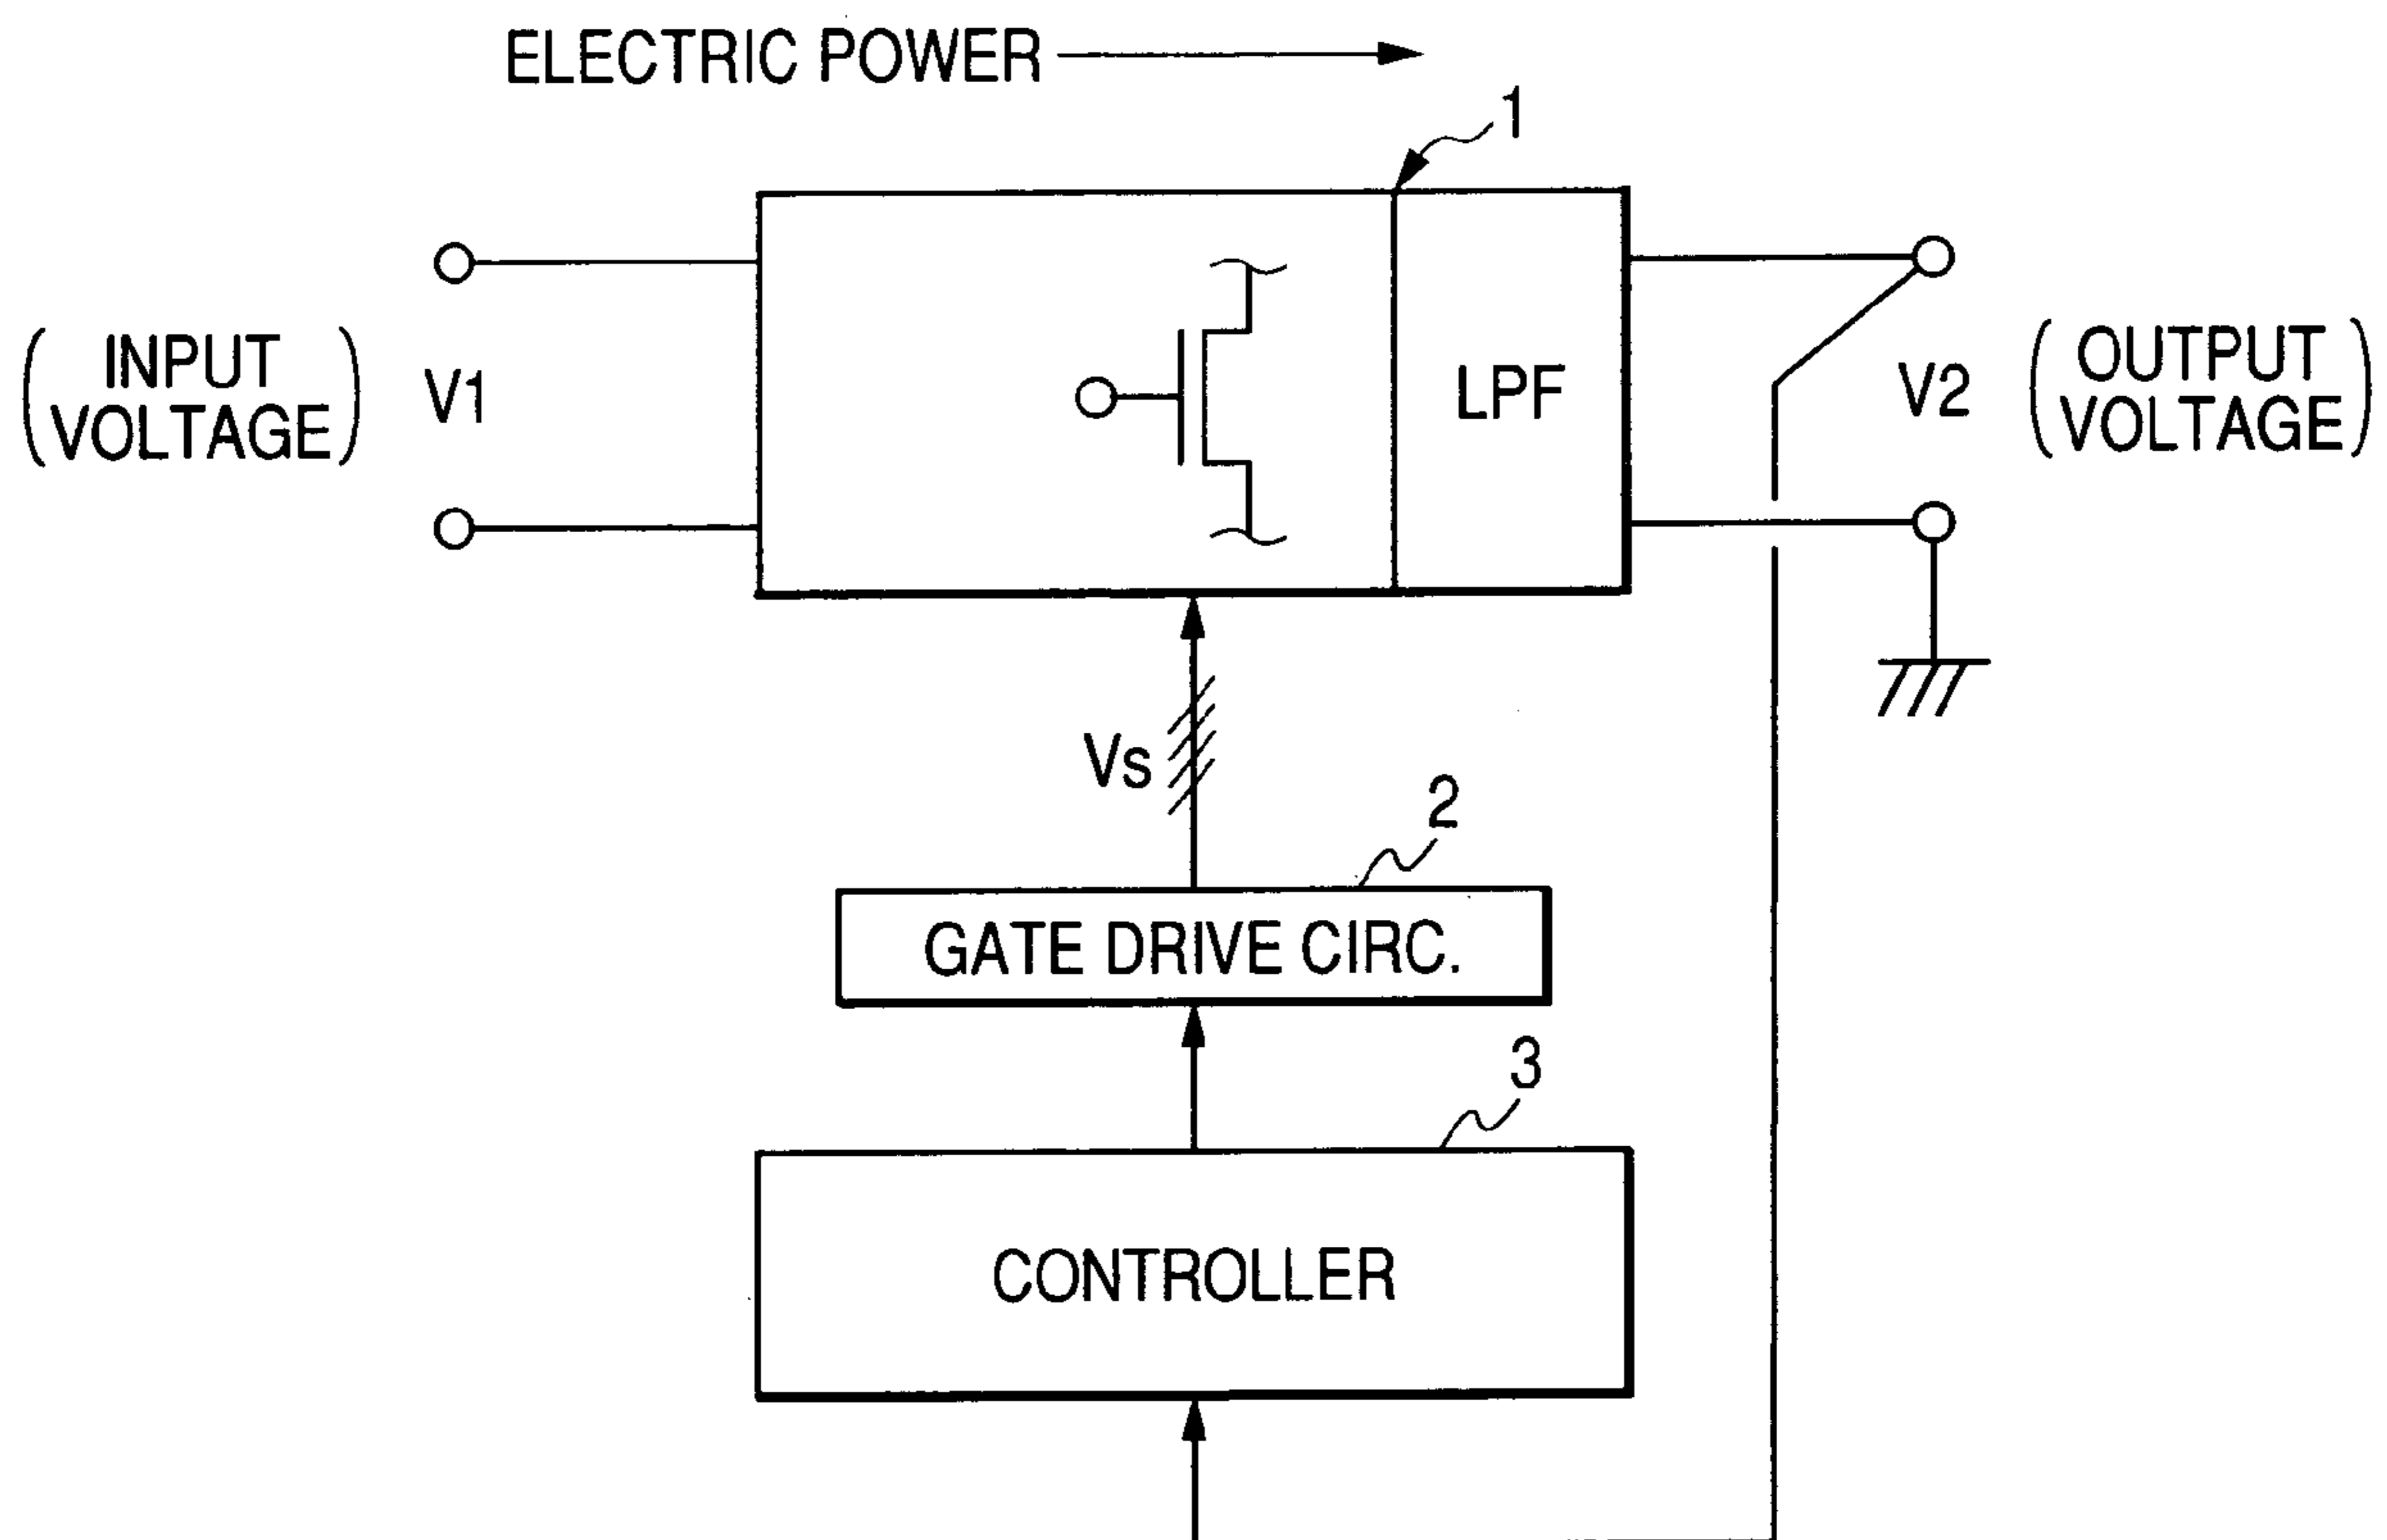 ELECTRIC POWER
1
( INPUT
VOLTAGE )
V1
LPF
V2
( OUTPUT
VOLTAGE )
Vs
2
GATE DRIVE CIRC.
3
CONTROLLER